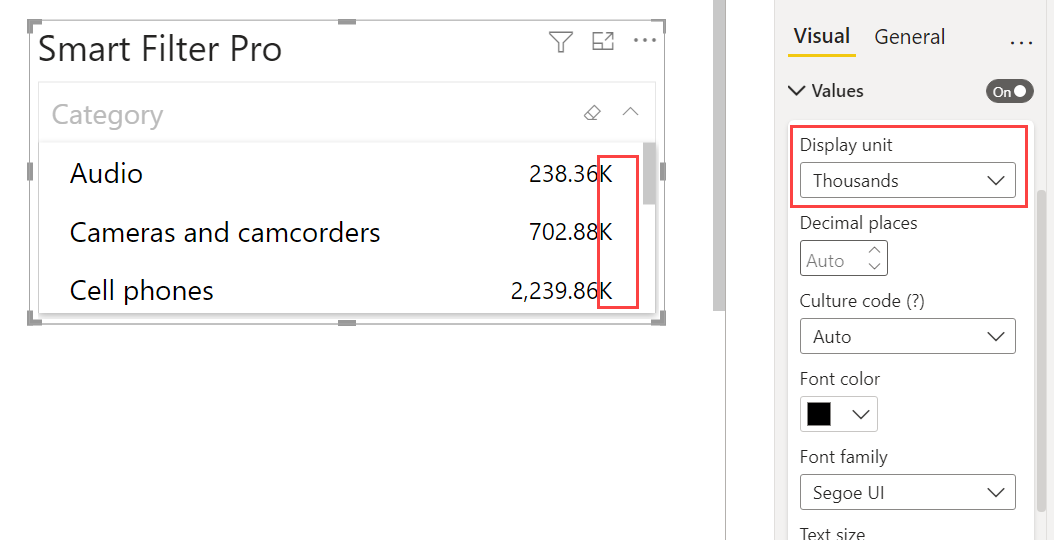 Smart Filter Pro
Category
Audio 238.36K
Cameras and camcorders 702.88K
Cell phones 2,239.86K
Visual General
Values On
Display unit
Thousands
Decimal places
Auto
Culture code (?)
Auto
Font color
Font family
Segoe UI
Text size